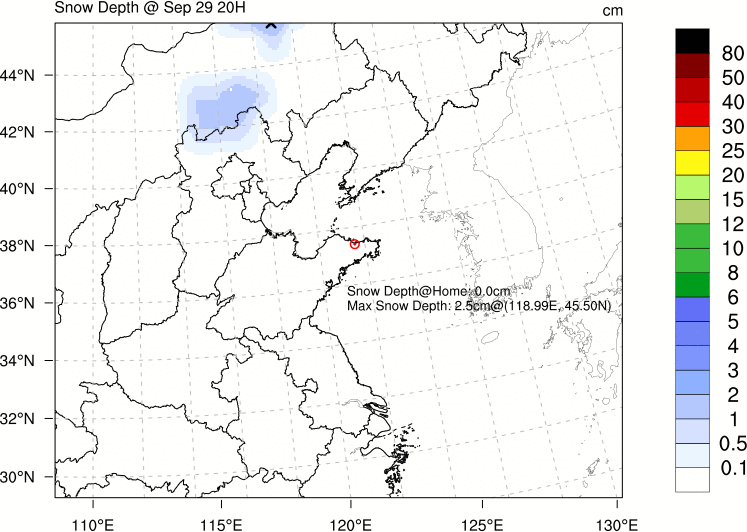 Snow Depth @ Sep 29 20H
cm
44°N
42°N
40°N
38°N
36°N
34°N
32°N
30°N
Snow Depth@Home: 0.0cm
Max Snow Depth: 2.5cm@(118.99E, 45.50N)
110°E
115°E
120°E
125°E
130°E
80
50
40
30
25
20
15
12
10
8
6
5
4
3
2
1
0.5
0.1